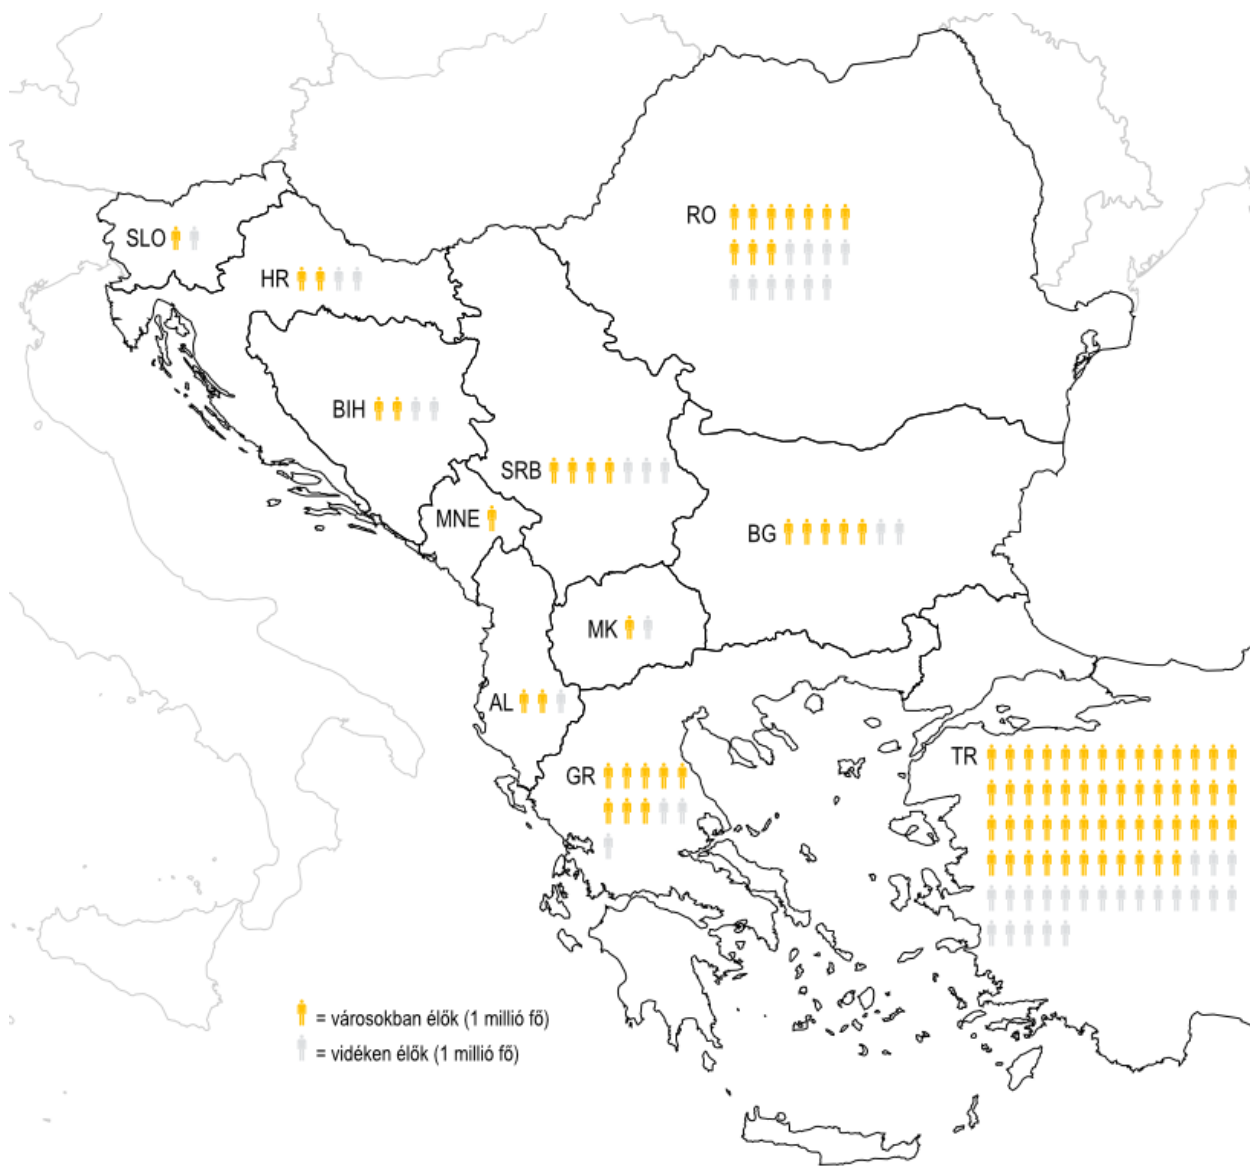 RO
SLO
HR
BIH
SRB
MNE
BG
MK
AL
TR
GR
= városokban élők (1 millió fő)
= vidéken élők (1 millió fő)